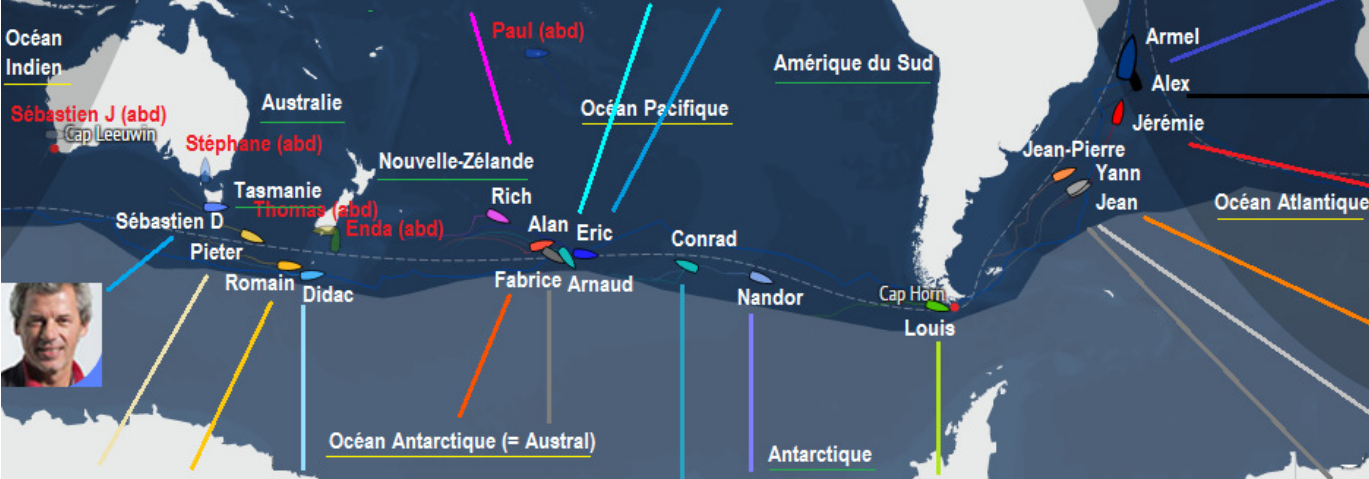 Océan
Indien
Sébastien J (abd)
Cap Leeuwin
Australie
Stéphane (abd)
Tasmanie
Sébastien D
Thomas (abd)
Enda (abd)
Nouvelle-Zélande
Pieter
Romain
Didac
Paul (abd)
Océan Pacifique
Rich
Alan
Eric
Fabrice
Arnaud
Conrad
Nandor
Amérique du Sud
Cap Horn
Louis
Armel
Alex
Jérémie
Jean-Pierre
Yann
Jean
Océan Atlantique
Océan Antarctique (= Austral)
Antarctique